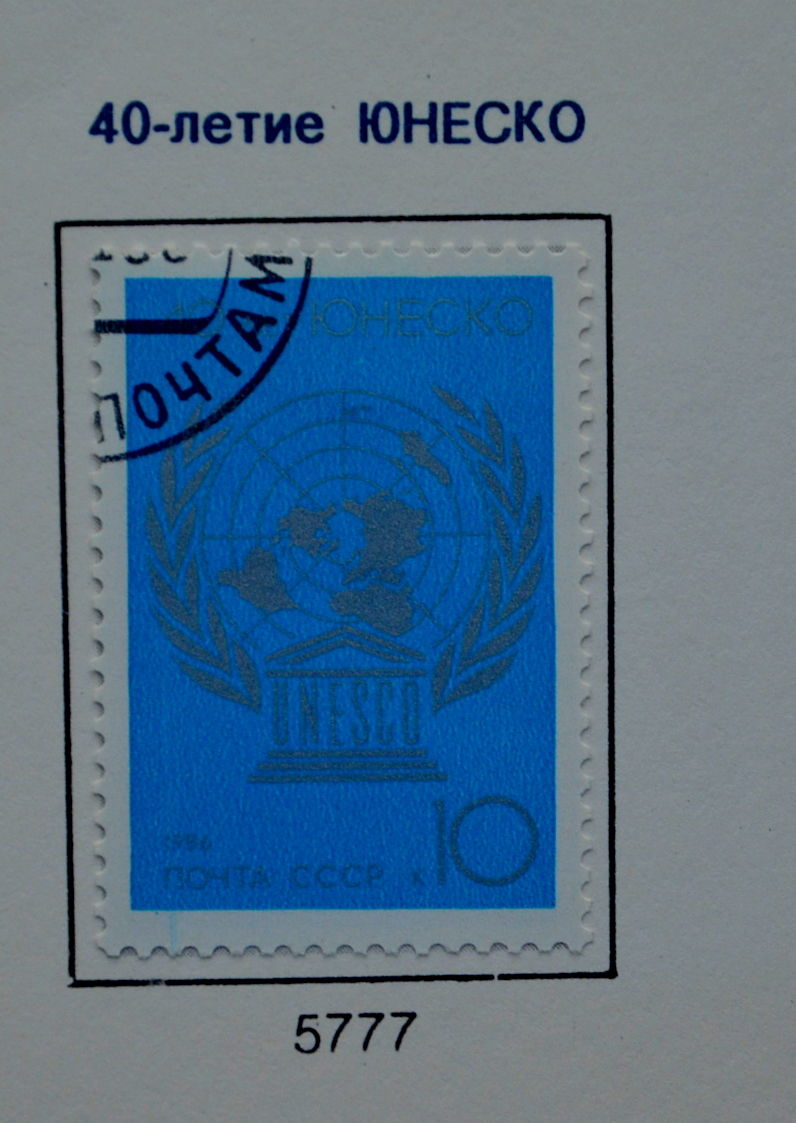 40-летие ЮНЕСКО
ПОЧТАМ
ЮНЕСКО
UNESCO
1986
ПОЧТА СССР к 10
5777